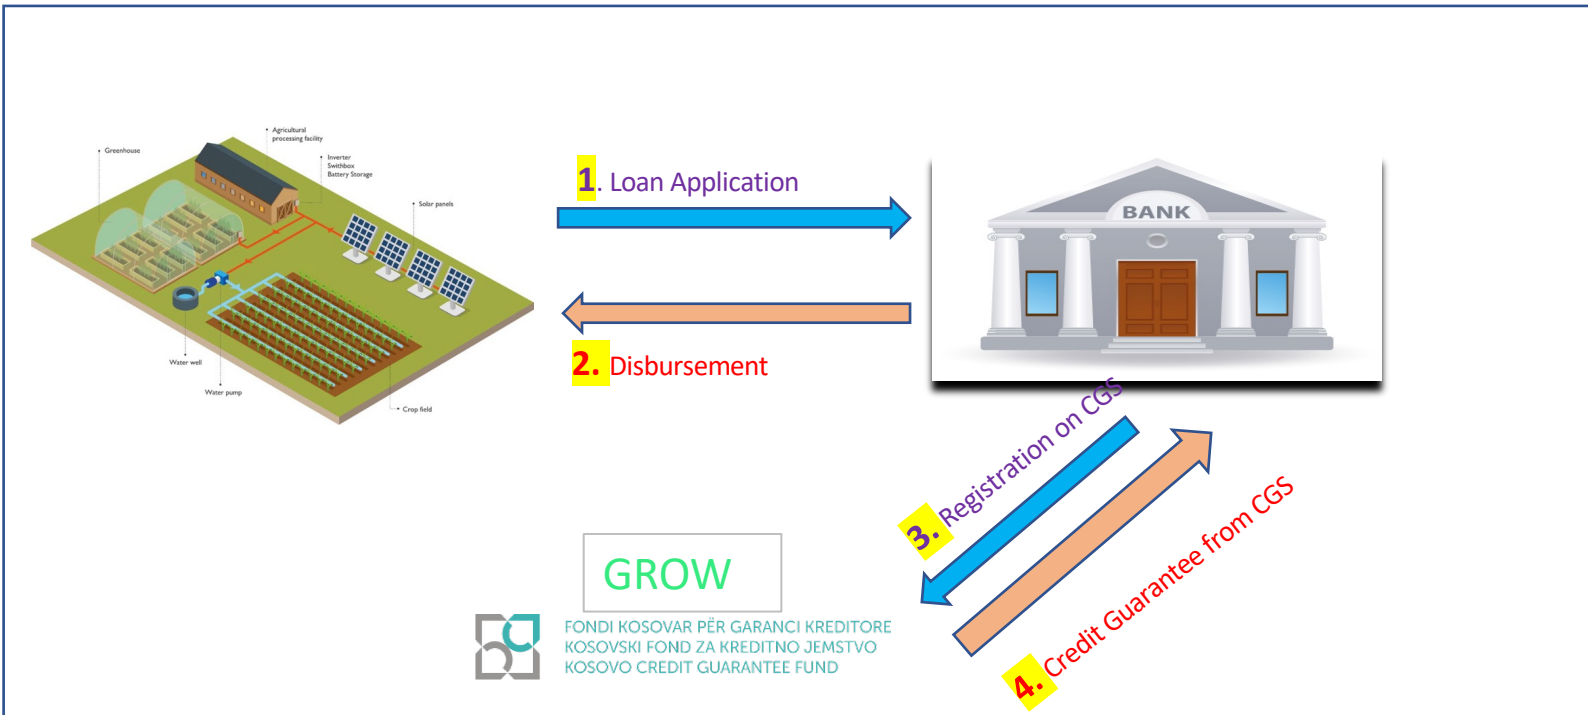 Agricultural
processing facility
Greenhouse
Inverter
Swithbox
Battery Storage
Solar panels
Water well
Water pump
Crop field
1. Loan Application
BANK
2. Disbursement
3. Registration on CGS
4. Credit Guarantee from CGS
GROW
FONDI KOSOVAR PËR GARANCI KREDITORE
KOSOVSKI FOND ZA KREDITNO JEMSTVO
KOSOVO CREDIT GUARANTEE FUND